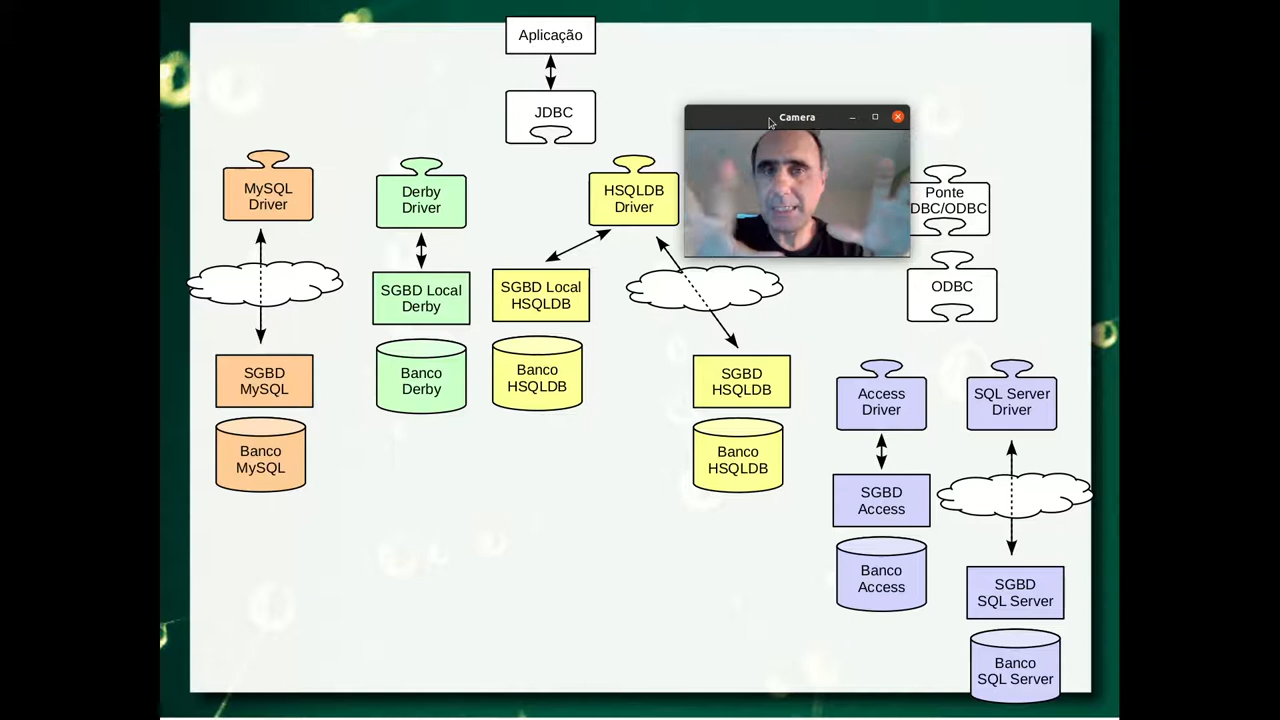 Aplicação
JDBC
Camera
MySQL
Driver
Derby
Driver
HSQLDB
Driver
Ponte
DBC/ODBC
SGBD Local
Derby
SGBD Local
HSQLDB
ODBC
SGBD
MySQL
Banco
Derby
Banco
HSQLDB
SGBD
HSQLDB
Access
Driver
SQL Server
Driver
Banco
MySQL
Banco
HSQLDB
SGBD
Access
Banco
Access
SGBD
SQL Server
Banco
SQL Server